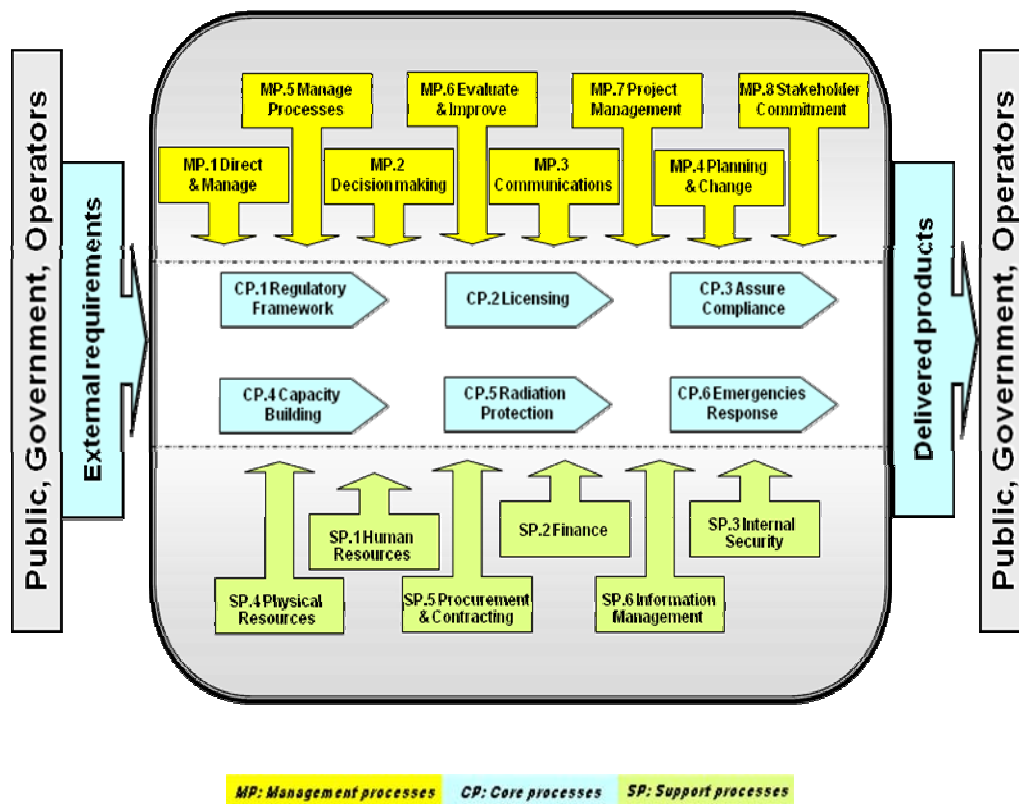 Public, Government, Operators
External requirements
MP.5 Manage
Processes
MP.6 Evaluate
& Improve
MP.7 Project
Management
MP.8 Stakeholder
Commitment
MP.1 Direct
& Manage
MP.2
Decision making
MP.3
Communications
MP.4 Planning
& Change
CP.1 Regulatory
Framework
CP.2 Licensing
CP.3 Assure
Compliance
CP.4 Capacity
Building
CP.5 Radiation
Protection
CP.6 Emergencies
Response
SP.1 Human
Resources
SP.2 Finance
SP.3 Internal
Security
SP.4 Physical
Resources
SP.5 Procurement
& Contracting
SP.6 Information
Management
Delivered products
Public, Government, Operators
MP: Management processes
CP: Core processes
SP: Support processes